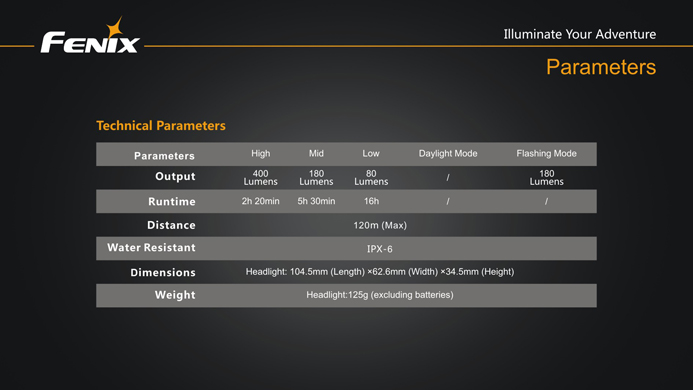 FENIX
Illuminate Your Adventure
Parameters
Technical Parameters
Parameters High Mid Low Daylight Mode Flashing Mode
Output 400 Lumens 180 Lumens 80 Lumens / 180 Lumens
Runtime 2h 20min 5h 30min 16h / /
Distance 120m (Max)
Water Resistant IPX-6
Dimensions Headlight: 104.5mm (Length) ×62.6mm (Width) ×34.5mm (Height)
Weight Headlight:125g (excluding batteries)